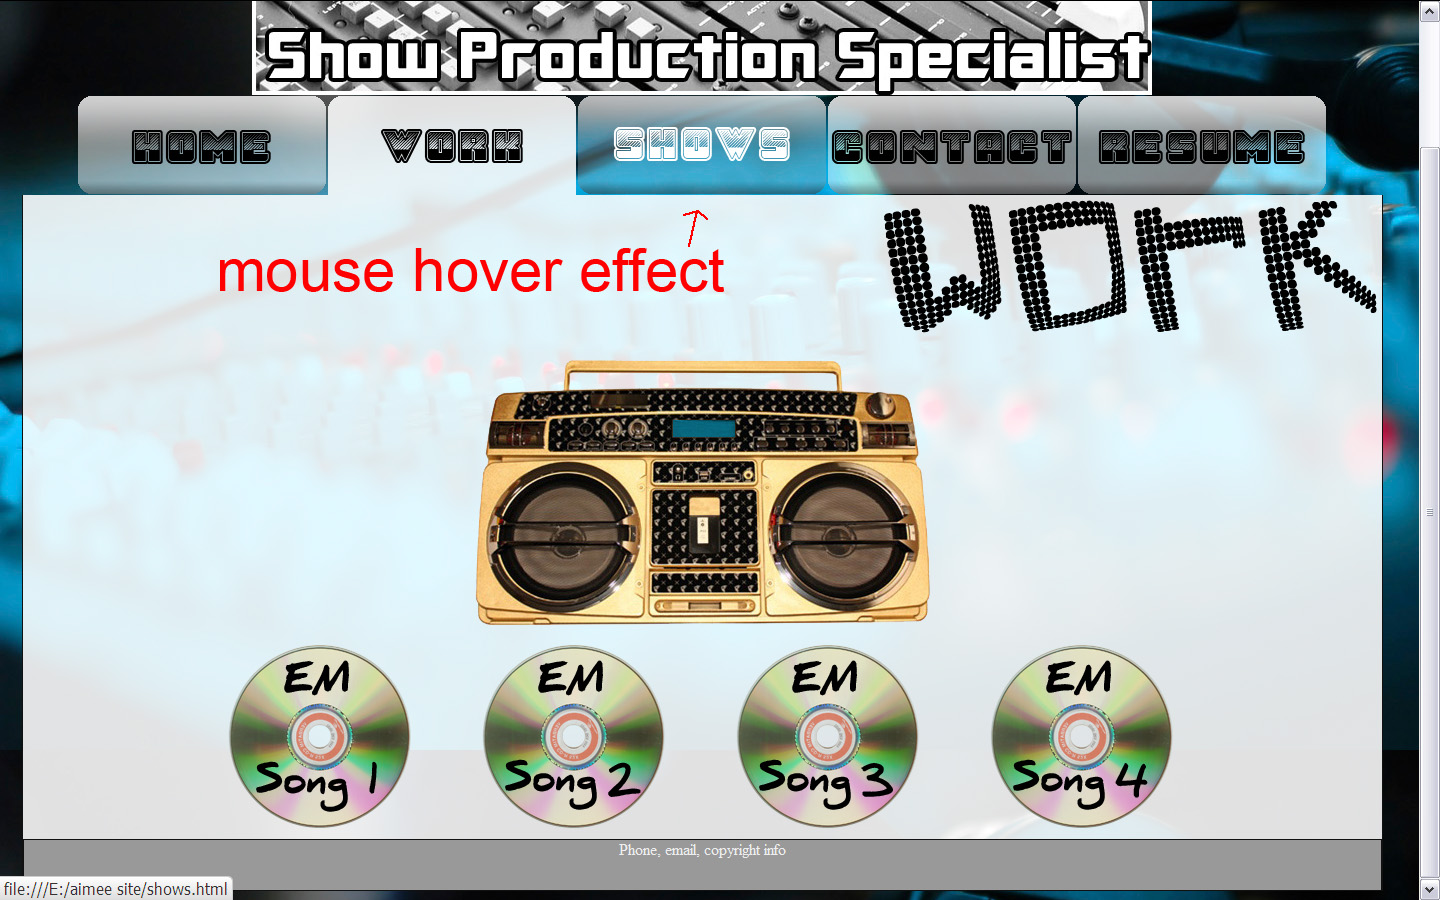 Show Production Specialist
HOME WORK SHOWS CONTACT RESUME
work
mouse hover effect
EM EM EM EM
Song 1 Song 2 Song 3 Song 4
Phone, email, copyright info
file:///E:/aimee site/shows.html